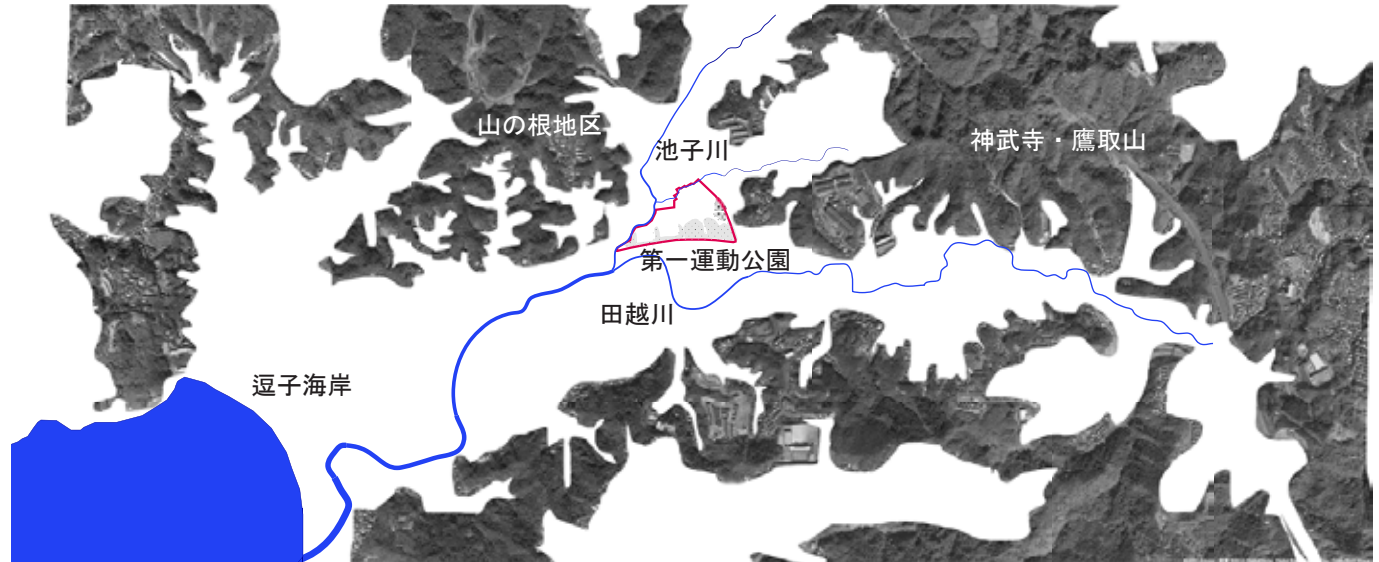 山の根地区
池子川
神武寺・鷹取山
第一運動公園
田越川
逗子海岸